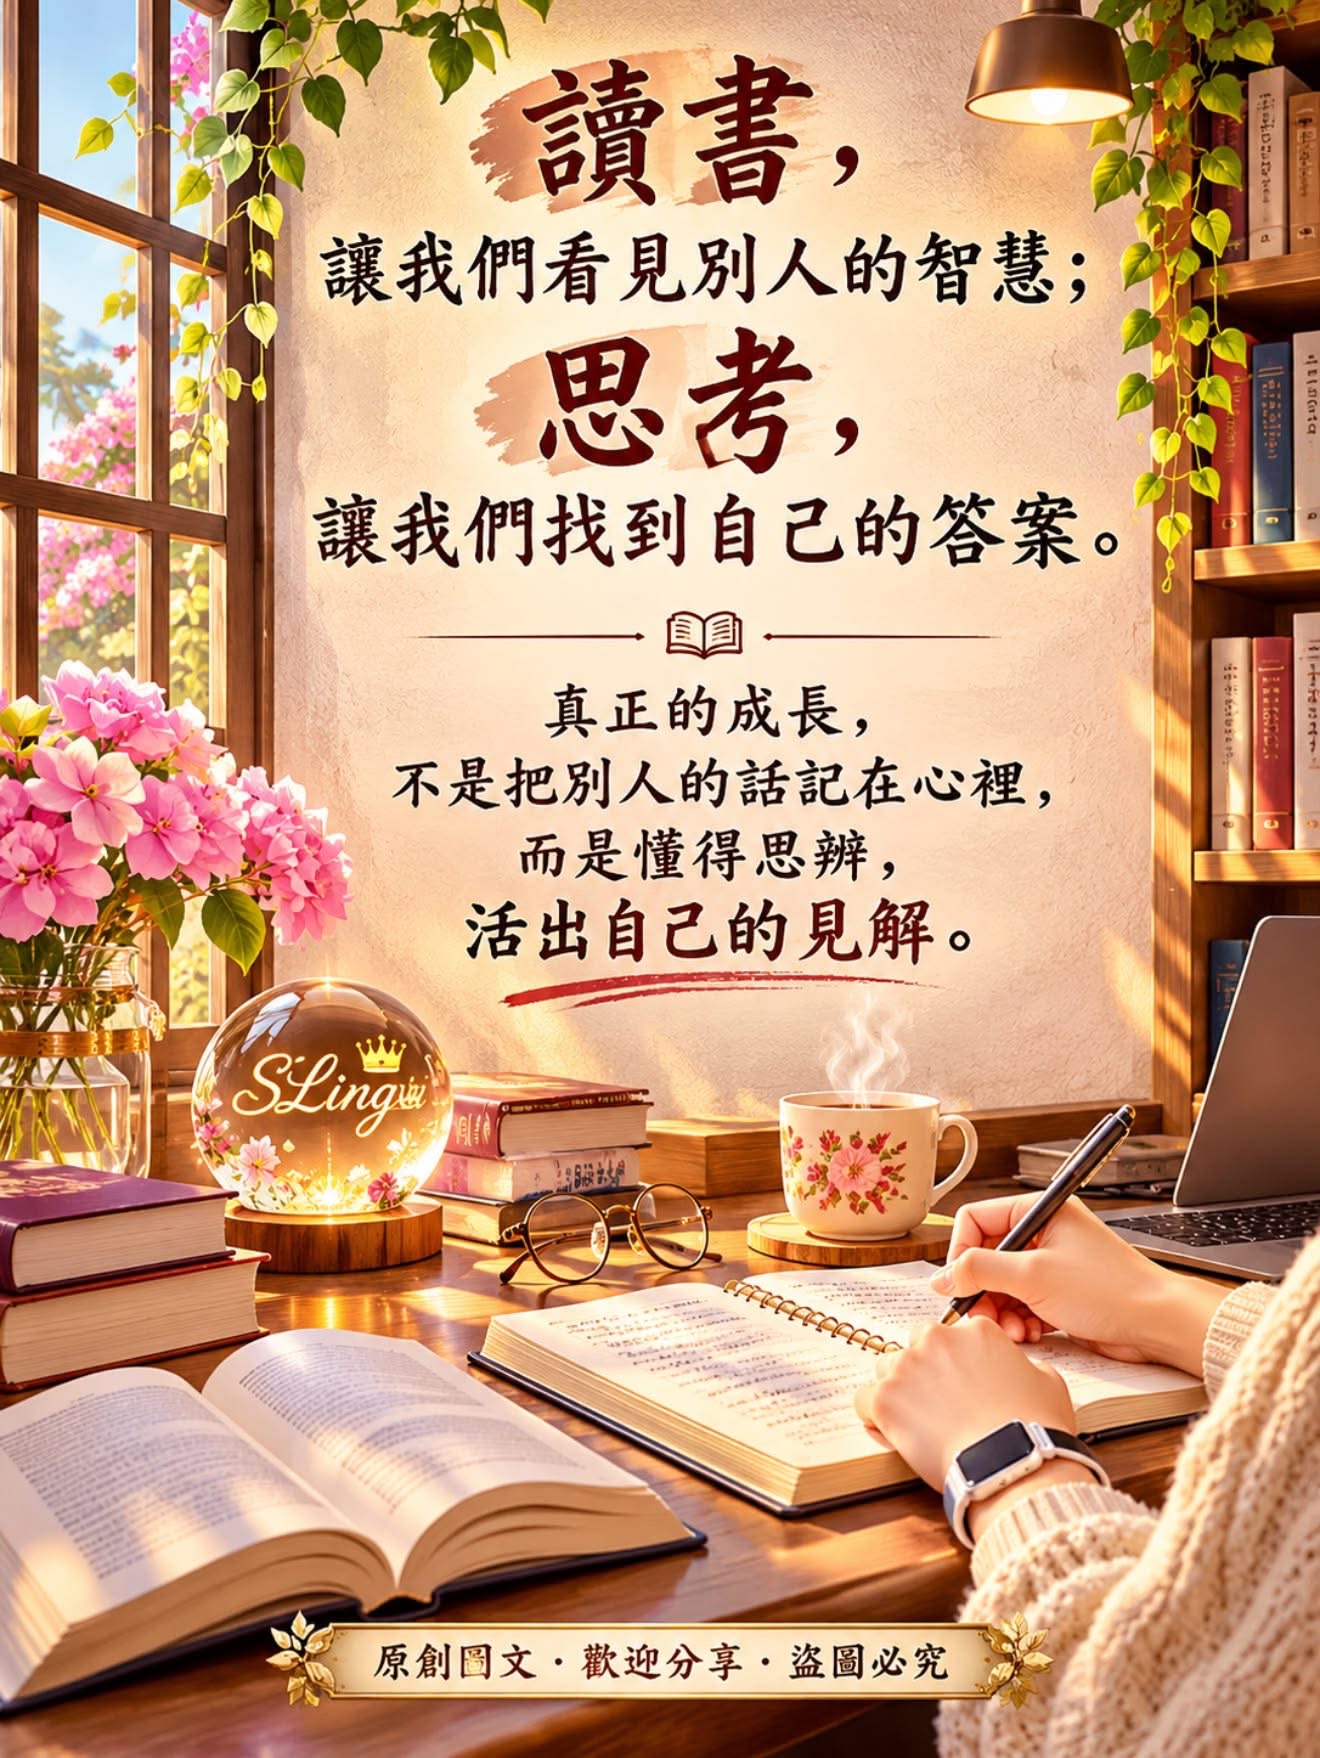 讀書，
讓我們看見別人的智慧；
思考，
讓我們找到自己的答案。
真正的成長，
不是把別人的話記在心裡，
而是懂得思辨，
活出自己的見解。
SLing
原創圖文·歡迎分享·盜圖必究